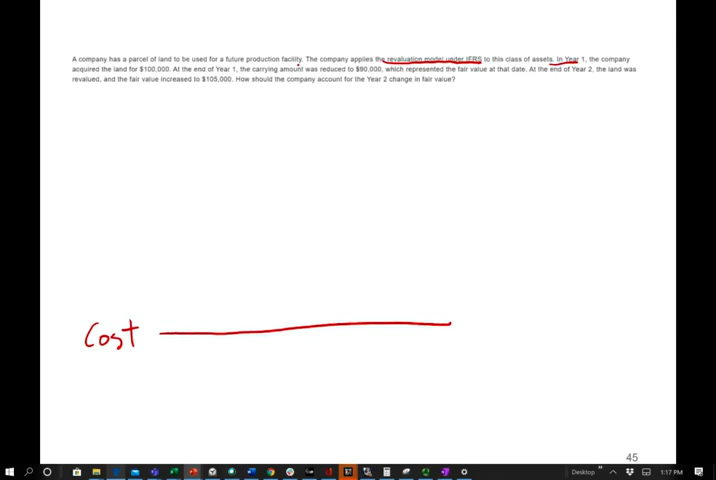 A company has a parcel of land to be used for a future production facility. The company applies the revaluation model under IFRS to this class of assets. In Year 1, the company
acquired the land for $100,000. At the end of Year 1, the carrying amount was reduced to $90,000, which represented the fair value at that date. At the end of Year 2, the land was
revalued, and the fair value increased to $105,000. How should the company account for the Year 2 change in fair value?
Cost
45
Desktop
1:17 PM